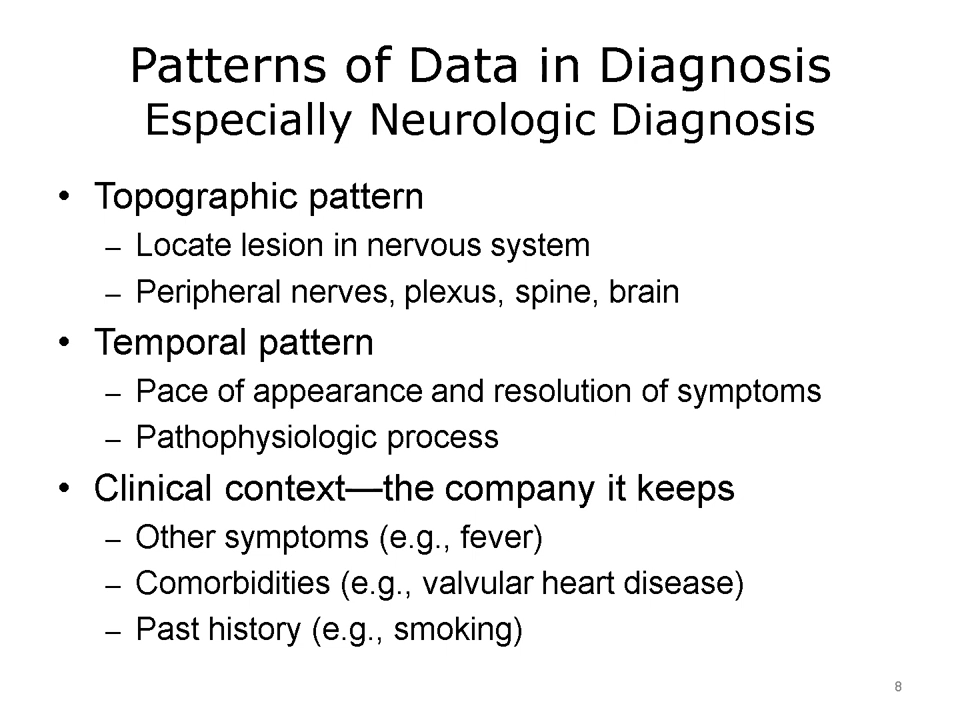 Patterns of Data in Diagnosis
Especially Neurologic Diagnosis
• Topographic pattern
– Locate lesion in nervous system
– Peripheral nerves, plexus, spine, brain
• Temporal pattern
– Pace of appearance and resolution of symptoms
– Pathophysiologic process
• Clinical context—the company it keeps
– Other symptoms (e.g., fever)
– Comorbidities (e.g., valvular heart disease)
– Past history (e.g., smoking)
8